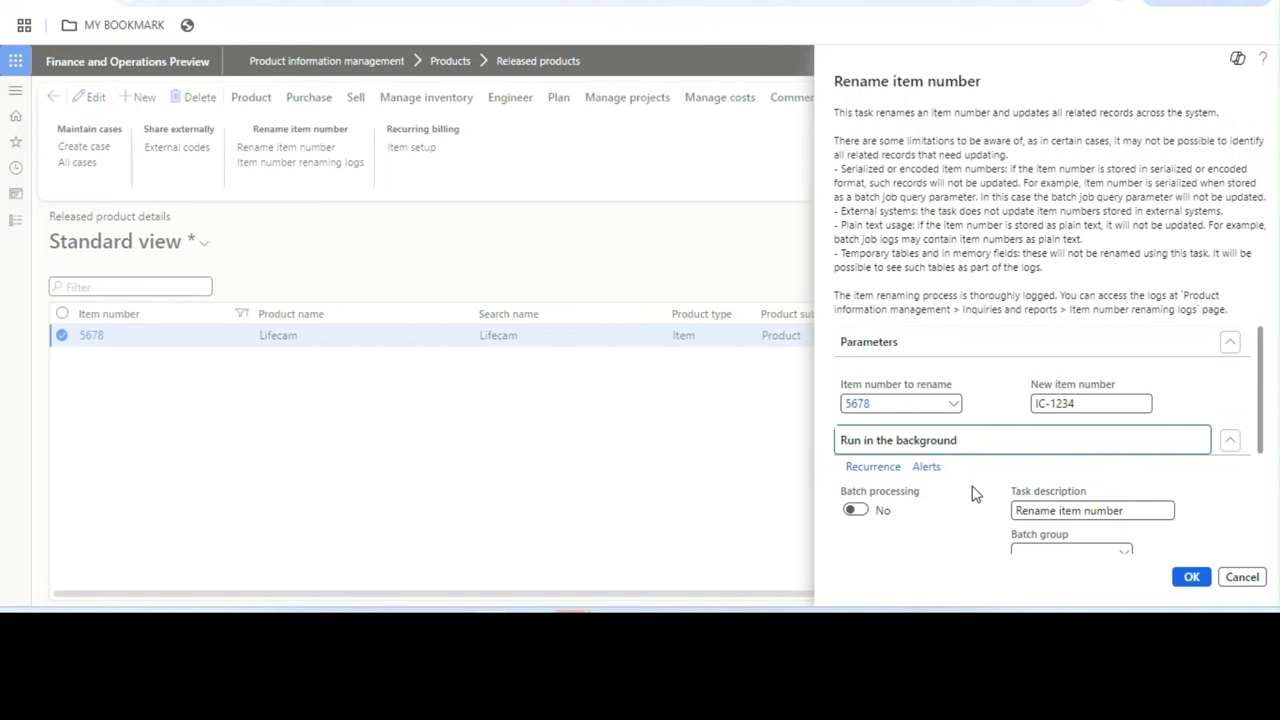 MY BOOKMARK
Finance and Operations Preview
Product information management > Products > Released products
Edit New Delete Product Purchase Sell Manage inventory Engineer Plan Manage projects Manage costs Commer
Maintain cases
Create case
All cases
Share externally
External codes
Rename item number
Rename item number
Item number renaming logs
Recurring billing
Item setup
Released product details
Standard view *
Filter
Item number Product name Search name Product type Product su
5678 Lifecam Lifecam Item Product
Rename item number
This task renames an item number and updates all related records across the system.
There are some limitations to be aware of, as in certain cases, it may not be possible to identify
all related records that need updating.
- Serialized or encoded item numbers: if the item number is stored in serialized or encoded
format, such records will not be updated. For example, item number is serialized when stored
as a batch job query parameter. In this case the batch job query parameter will not be updated.
- External systems: the task does not update item numbers stored in external systems.
- Plain text usage: if the item number is stored as plain text, it will not be updated. For example,
batch job logs may contain item numbers as plain text.
- Temporary tables and in memory fields: these will not be renamed using this task. It will be
possible to see such tables as part of the logs.
The item renaming process is thoroughly logged. You can access the logs at `Product
information management > Inquiries and reports > Item number renaming logs` page.
Parameters
Item number to rename New item number
5678 IC-1234
Run in the background
Recurrence Alerts
Batch processing Task description
No Rename item number
Batch group
OK Cancel